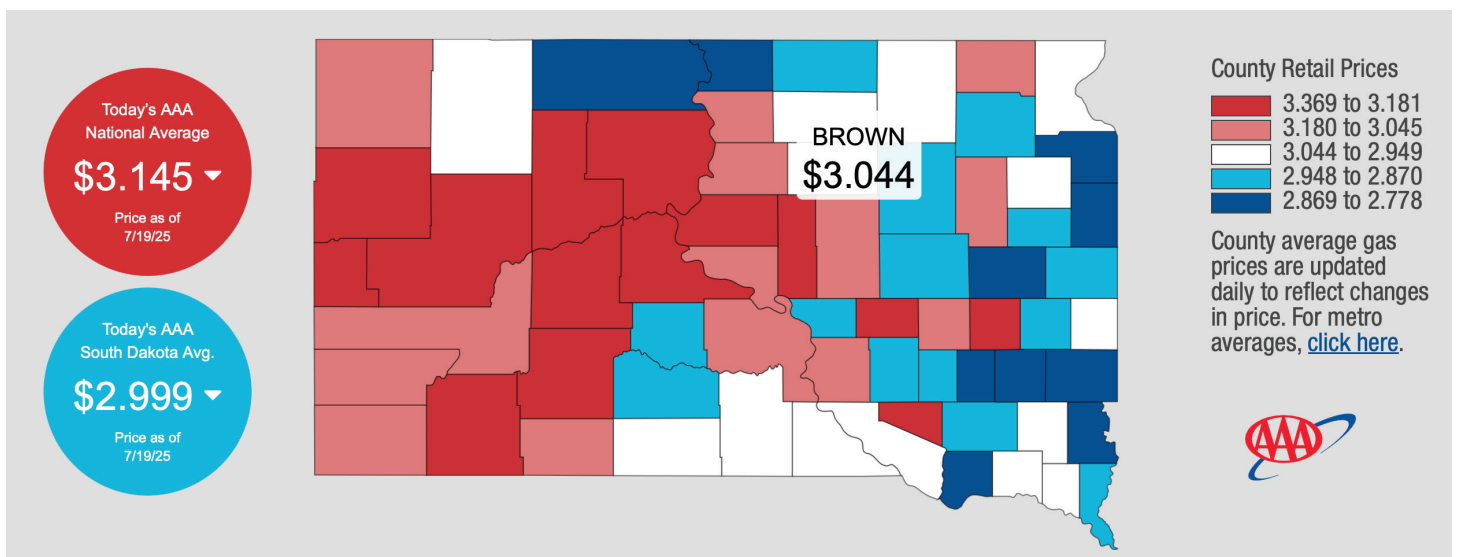 Today's AAA
National Average
$3.145
Price as of
7/19/25
Today's AAA
South Dakota Avg.
$2.999
Price as of
7/19/25
BROWN
$3.044
County Retail Prices
3.369 to 3.181
3.180 to 3.045
3.044 to 2.949
2.948 to 2.870
2.869 to 2.778
County average gas
prices are updated
daily to reflect changes
in price. For metro
averages, click here.
AAA